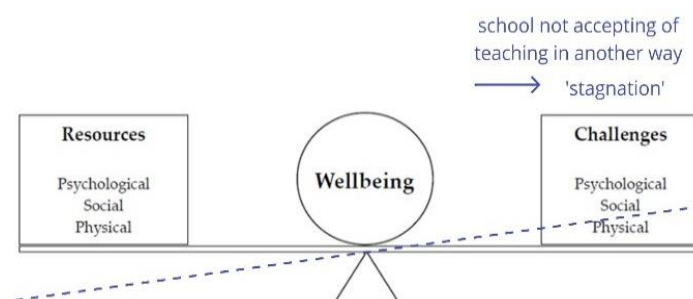 school not accepting of
teaching in another way
'stagnation'
Resources
Psychological
Social
Physical
Wellbeing
Challenges
Psychological
Social
Physical